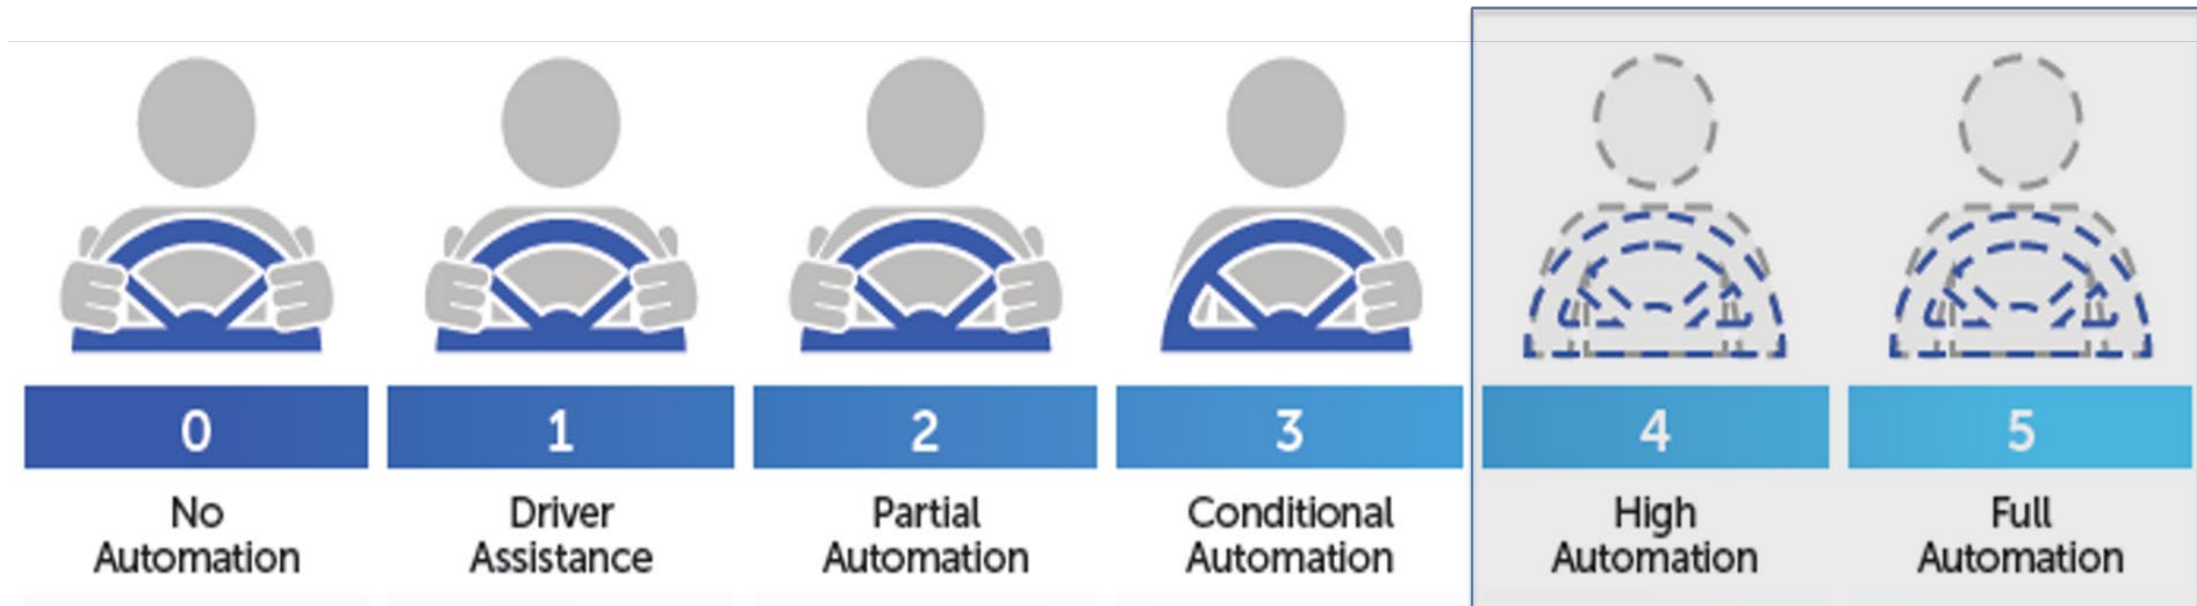 0
No
Automation
1
Driver
Assistance
2
Partial
Automation
3
Conditional
Automation
4
High
Automation
5
Full
Automation